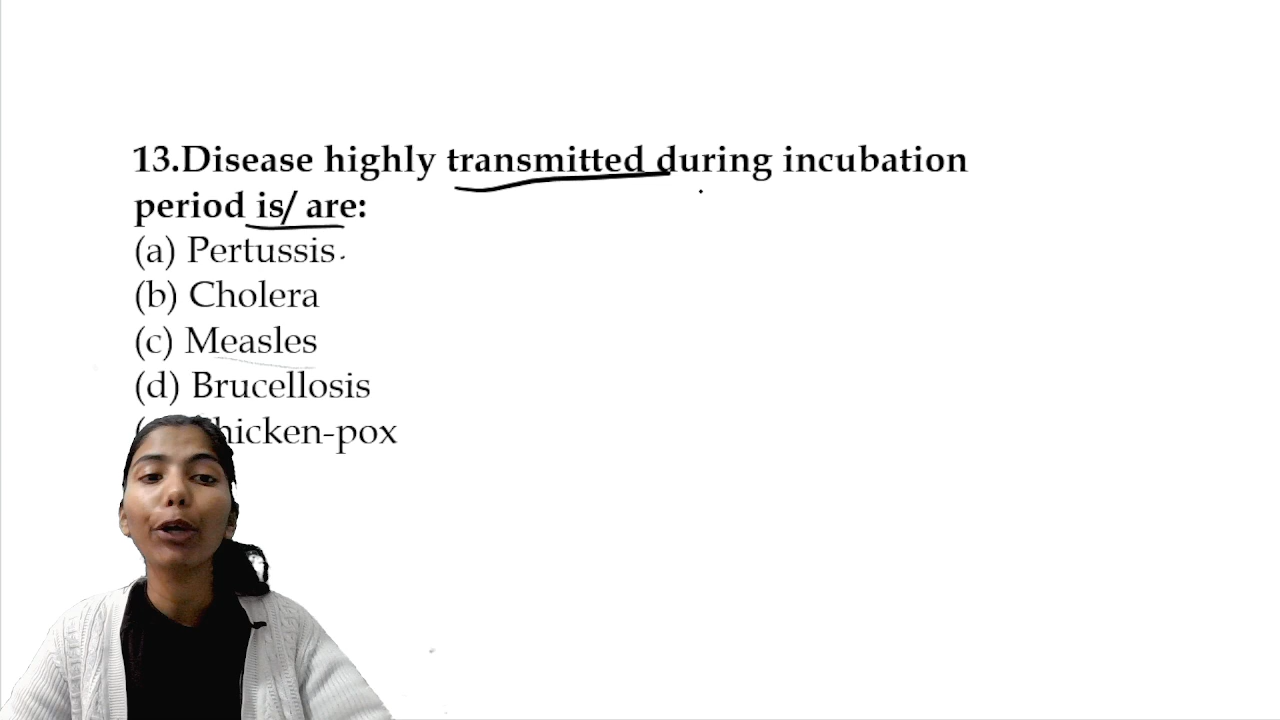 13.Disease highly transmitted during incubation
period is/ are:
(a) Pertussis
(b) Cholera
(c) Measles
(d) Brucellosis
hicken-pox